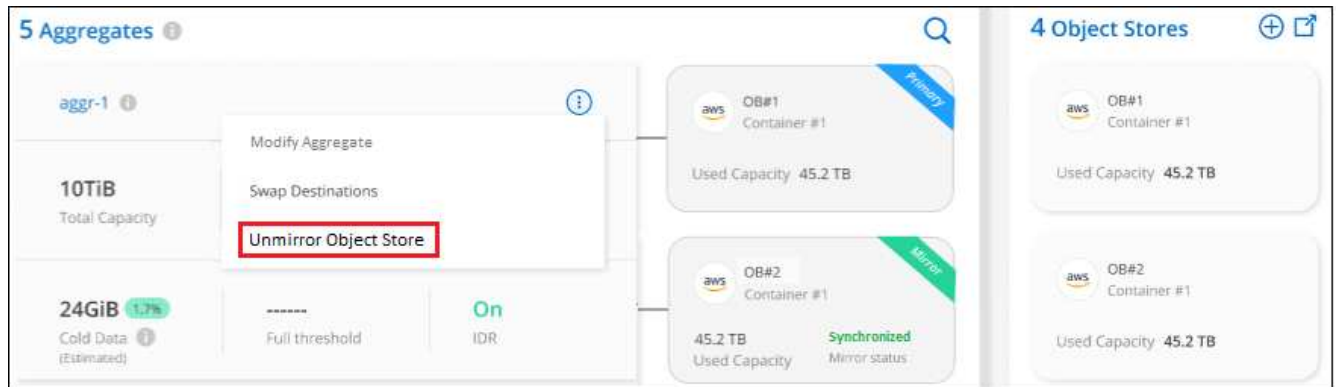 5 Aggregates
4 Object Stores
aggr-1
Modify Aggregate
Swap Destinations
Unmirror Object Store
10TiB
Total Capacity
24GiB 1.7%
Cold Data
(Estimated)
------
Full threshold
On
IDR
Primary
aws
OB#1
Container #1
Used Capacity 45.2 TB
Mirror
aws
OB#2
Container #1
45.2 TB
Used Capacity
Synchronized
Mirror status
aws
OB#1
Container #1
Used Capacity 45.2 TB
aws
OB#2
Container #1
Used Capacity 45.2 TB